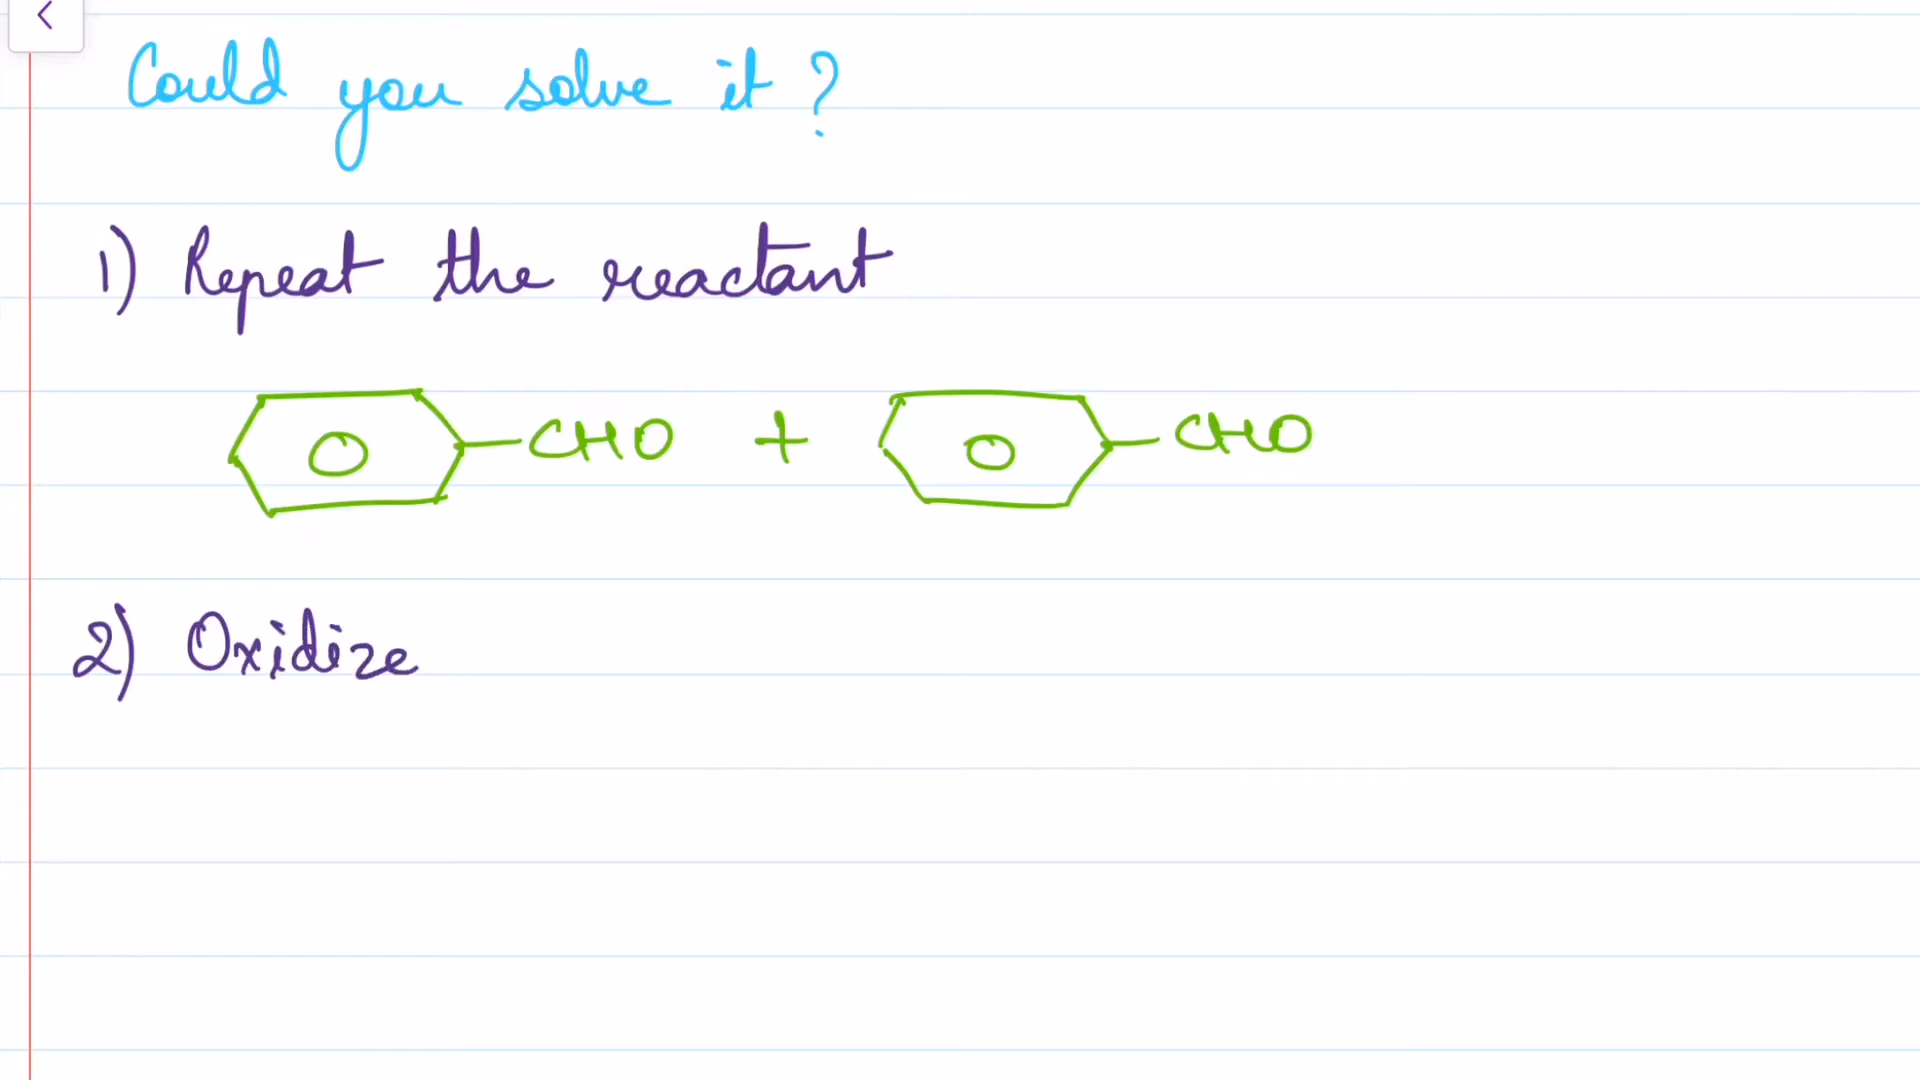 Could you solve it ?
1) Repeat the reactant
CHO + CHO
2) Oxidize